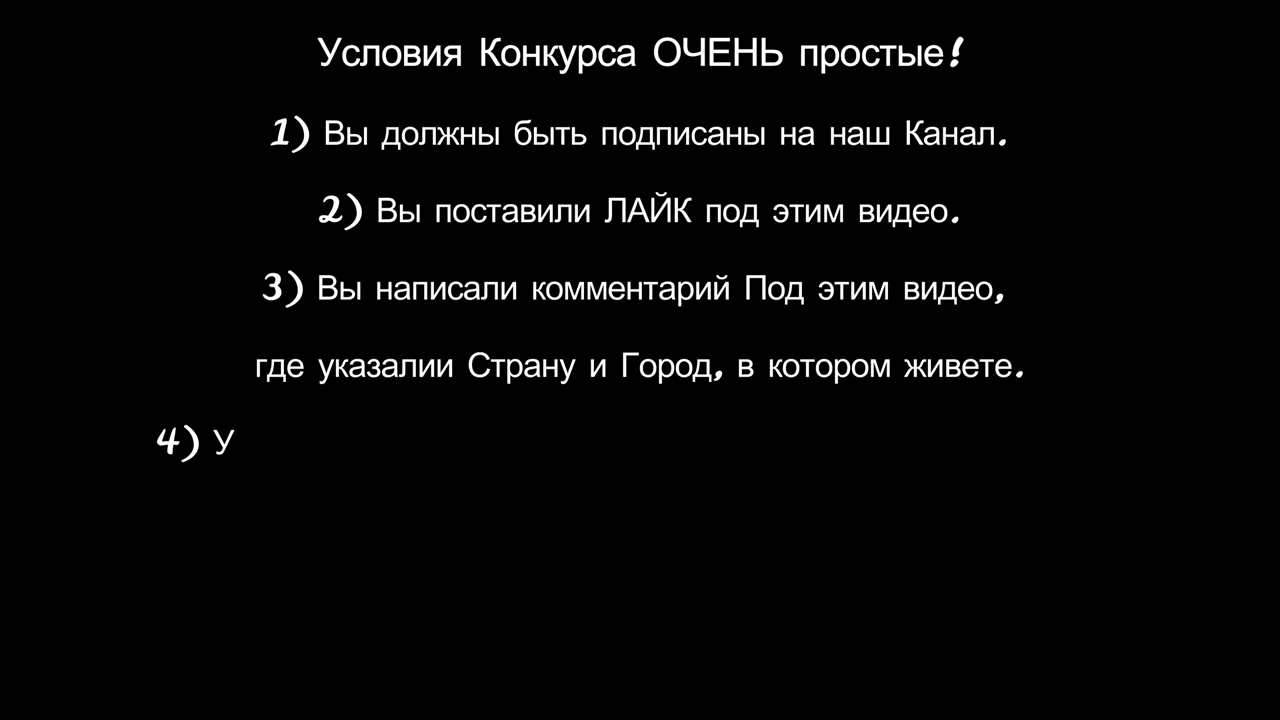 Условия Конкурса ОЧЕНЬ простые!
1) Вы должны быть подписаны на наш Канал.
2) Вы поставили ЛАЙК под этим видео.
3) Вы написали комментарий Под этим видео,
где указалии Страну и Город, в котором живете.
4) У